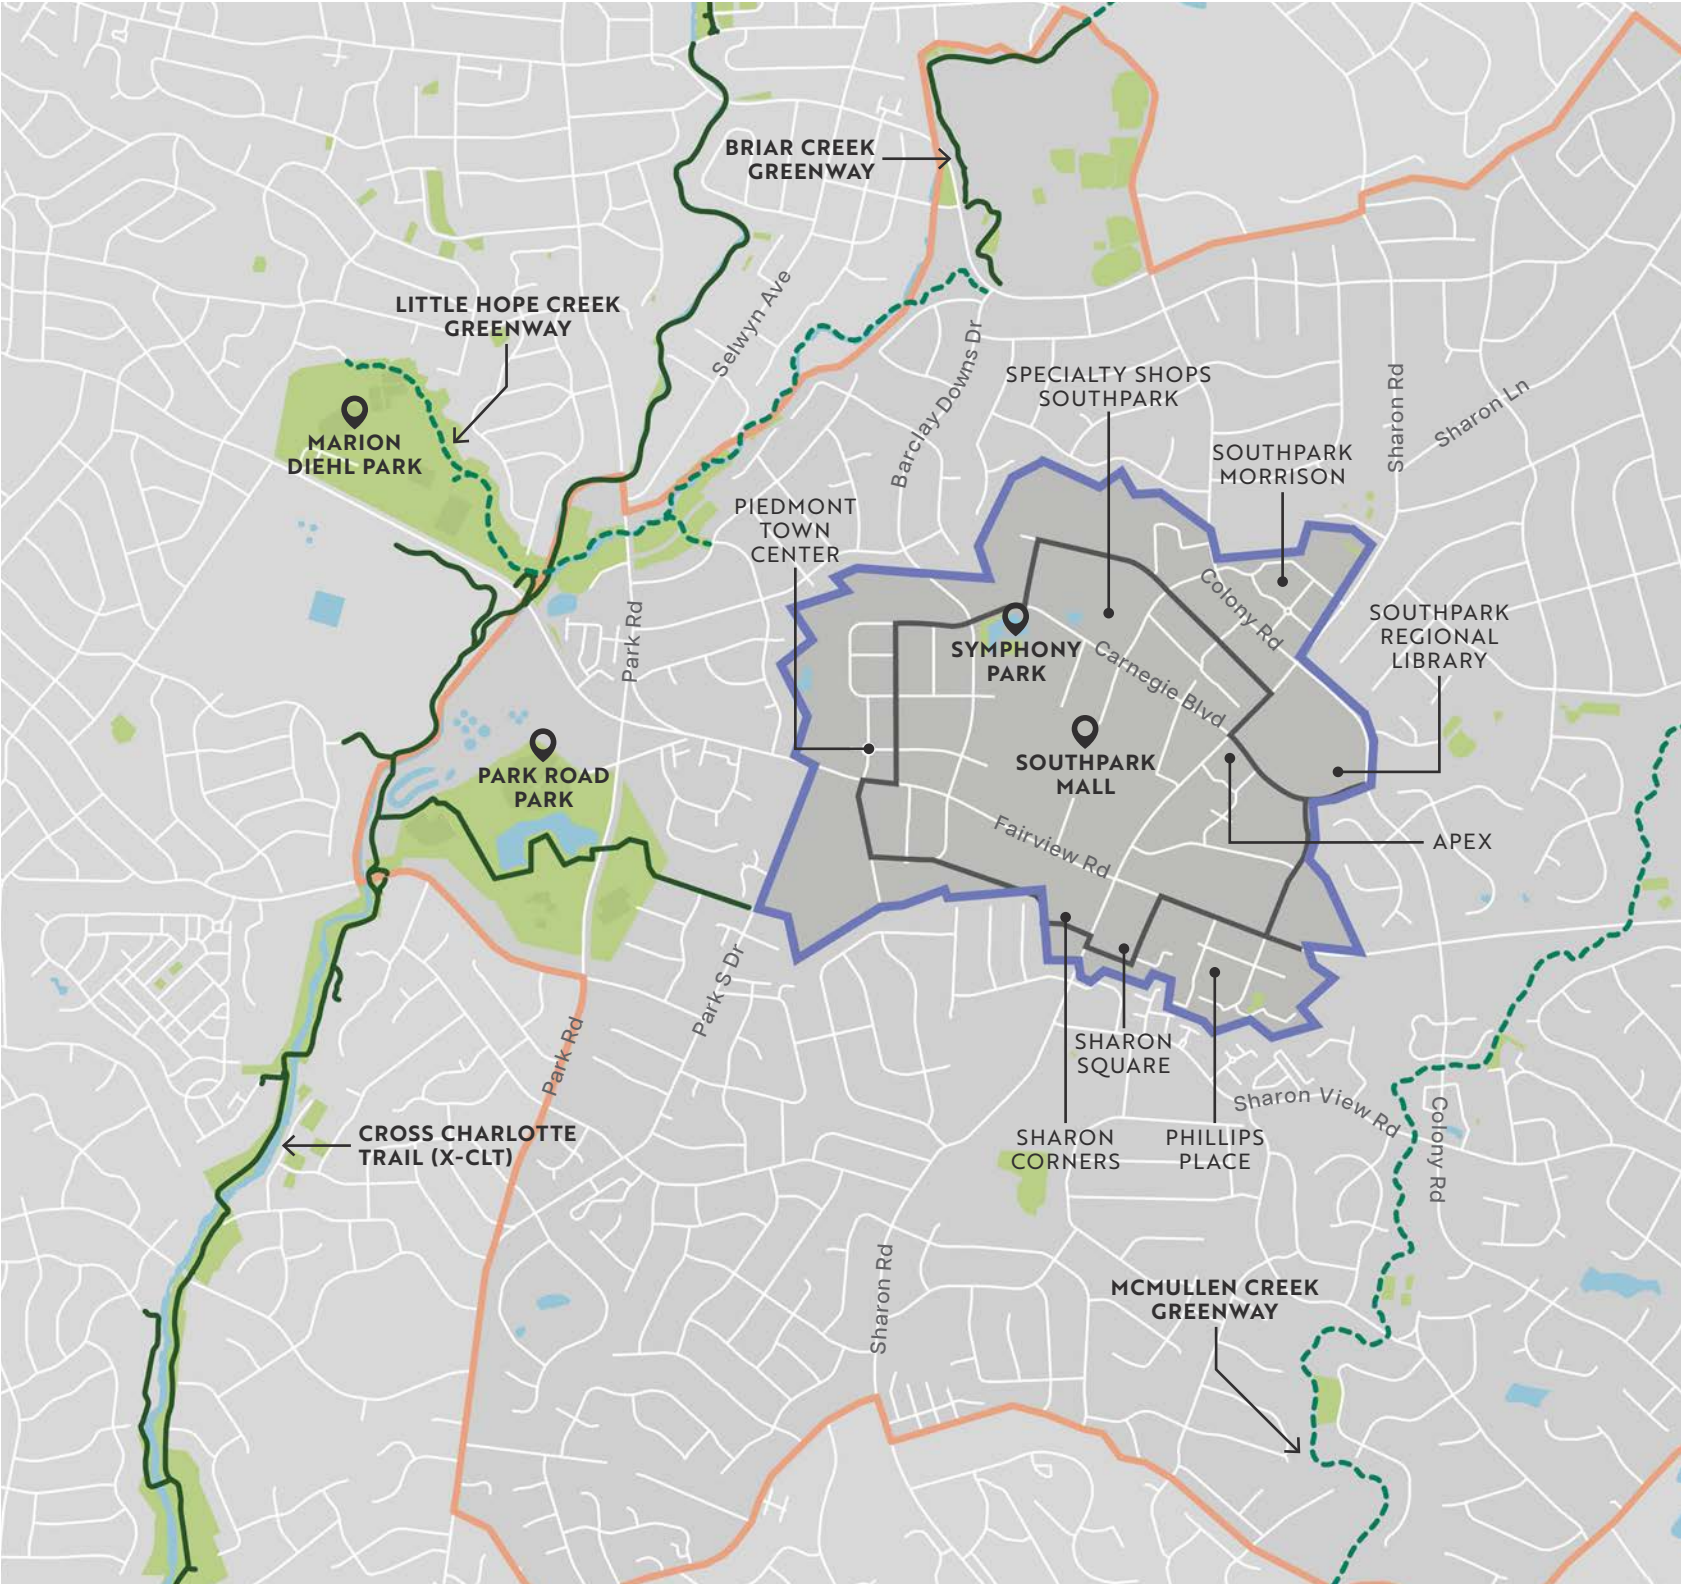 BRIAR CREEK
GREENWAY
LITTLE HOPE CREEK
GREENWAY
Selwyn Ave
Barclay Downs Dr
SPECIALTY SHOPS
SOUTHPARK
Sharon Rd
Sharon Ln
MARION
DIEHL PARK
SOUTHPARK
MORRISON
PIEDMONT
TOWN
CENTER
Colony Rd
SOUTHPARK
REGIONAL
LIBRARY
Park Rd
SYMPHONY
PARK
Carnegie Blvd
SOUTHPARK
MALL
PARK ROAD
PARK
Fairview Rd
APEX
Park S Dr
Park Rd
SHARON
SQUARE
Sharon View Rd
Colony Rd
CROSS CHARLOTTE
TRAIL (X-CLT)
SHARON
CORNERS
PHILLIPS
PLACE
Sharon Rd
MCMULLEN CREEK
GREENWAY